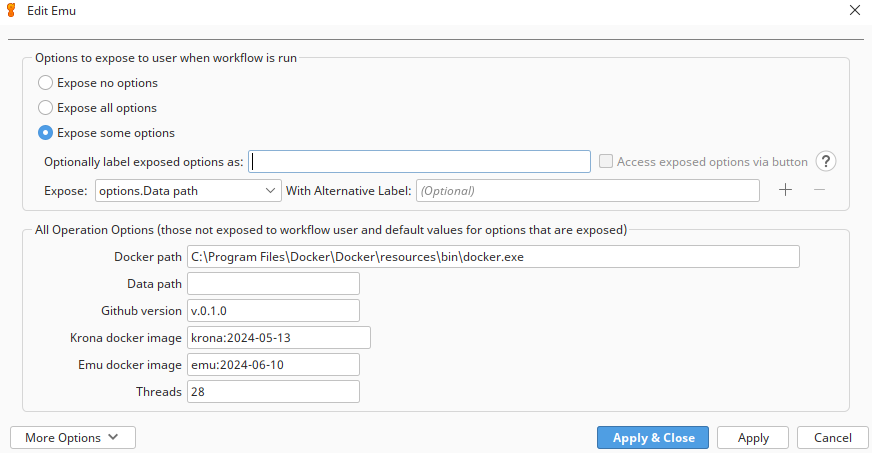 Edit Emu
Options to expose to user when workflow is run
Expose no options
Expose all options
Expose some options
Optionally label exposed options as: Access exposed options via button ?
Expose: options.Data path With Alternative Label: (Optional)
All Operation Options (those not exposed to workflow user and default values for options that are exposed)
Docker path C:\Program Files\Docker\Docker\resources\bin\docker.exe
Data path
Github version v.0.1.0
Krona docker image krona:2024-05-13
Emu docker image emu:2024-06-10
Threads 28
More Options Apply & Close Apply Cancel